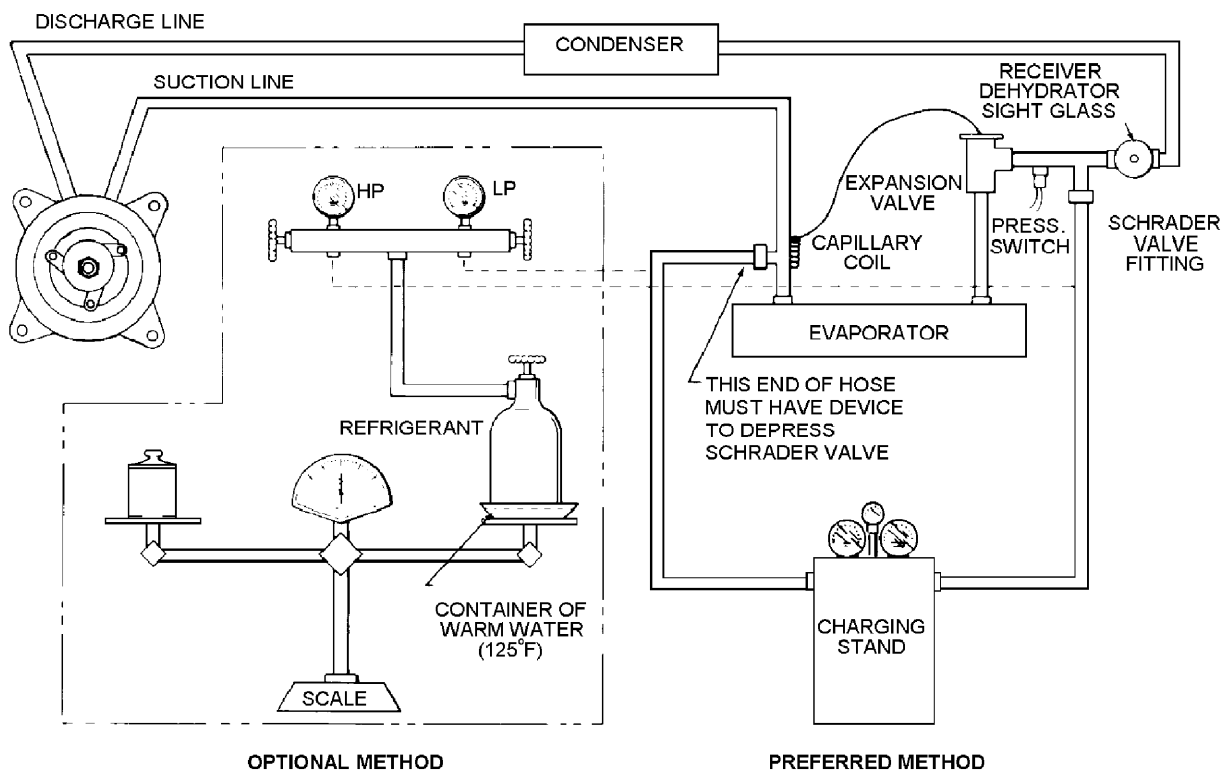 DISCHARGE LINE
CONDENSER
SUCTION LINE
RECEIVER
DEHYDRATOR
SIGHT GLASS
HP
LP
EXPANSION
VALVE
PRESS.
SWITCH
SCHRADER
VALVE
FITTING
CAPILLARY
COIL
EVAPORATOR
THIS END OF HOSE
MUST HAVE DEVICE
TO DEPRESS
SCHRADER VALVE
REFRIGERANT
CONTAINER OF
WARM WATER
(125°F)
SCALE
CHARGING
STAND
OPTIONAL METHOD
PREFERRED METHOD